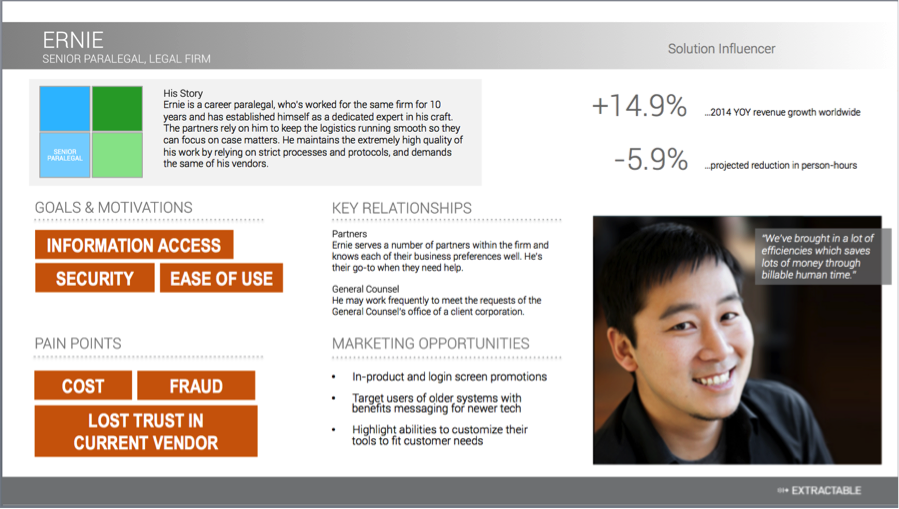 ERNIE
SENIOR PARALEGAL, LEGAL FIRM
Solution Influencer
SENIOR
PARALEGAL
His Story
Ernie is a career paralegal, who's worked for the same firm for 10
years and has established himself as a dedicated expert in his craft.
The partners rely on him to keep the logistics running smooth so they
can focus on case matters. He maintains the extremely high quality of
his work by relying on strict processes and protocols, and demands
the same of his vendors.
+14.9% ...2014 YOY revenue growth worldwide
-5.9% ...projected reduction in person-hours
GOALS & MOTIVATIONS
INFORMATION ACCESS
SECURITY
EASE OF USE
KEY RELATIONSHIPS
Partners
Ernie serves a number of partners within the firm and
knows each of their business preferences well. He's
their go-to when they need help.
General Counsel
He may work frequently to meet the requests of the
General Counsel's office of a client corporation.
"We've brought in a lot of
efficiencies which saves
lots of money through
billable human time."
PAIN POINTS
COST
FRAUD
LOST TRUST IN
CURRENT VENDOR
MARKETING OPPORTUNITIES
• In-product and login screen promotions
• Target users of older systems with
benefits messaging for newer tech
• Highlight abilities to customize their
tools to fit customer needs
EXTRACTABLE